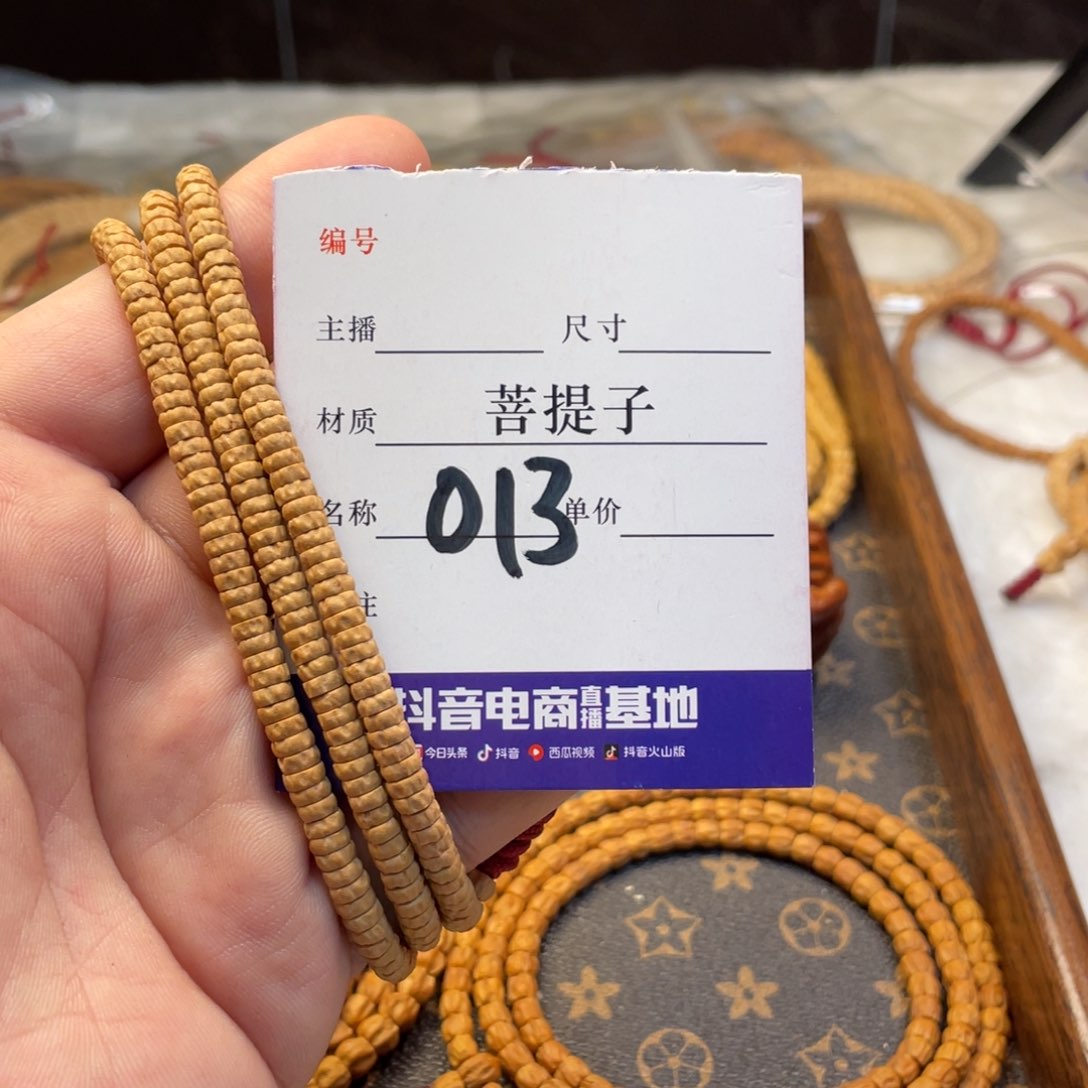 编号
主播 尺寸
材质 菩提子
名称 013 单价
主
抖音电商直播基地
今日头条 抖音 西瓜视频 抖音火山版